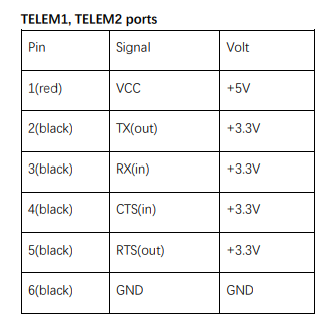 TELEM1, TELEM2 ports
Pin Signal Volt
1(red) VCC +5V
2(black) TX(out) +3.3V
3(black) RX(in) +3.3V
4(black) CTS(in) +3.3V
5(black) RTS(out) +3.3V
6(black) GND GND